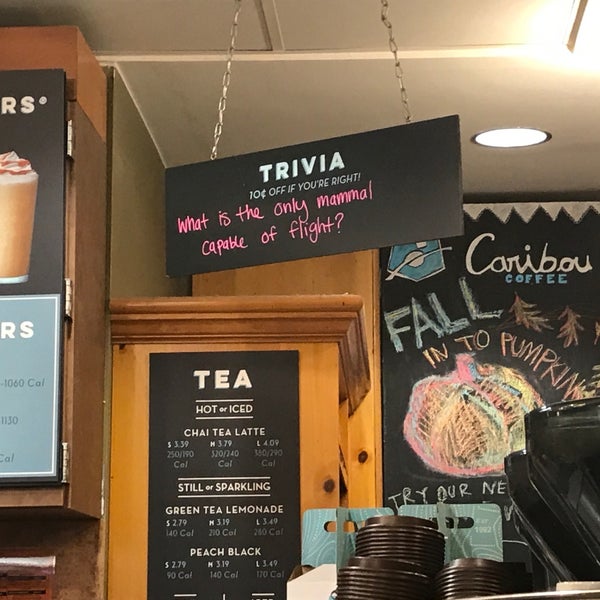 RS®
TRIVIA
10¢ OFF IF YOU'RE RIGHT!
What is the only mammal
capable of flight?
Caribou
COFFEE
FALL
IN TO PUMPKIN
TRY OUR NE
RS
-1060 Cal
1130
Cal
TEA
HOT or ICED
CHAI TEA LATTE
S 3.39 M 3.79 L 4.09
250/190 320/240 380/290
Cal Cal Cal
STILL or SPARKLING
GREEN TEA LEMONADE
S 2.79 M 3.19 L 3.49
140 Cal 210 Cal 260 Cal
PEACH BLACK
S 2.79 M 3.19 L 3.49
90 Cal 140 Cal 170 Cal
1992